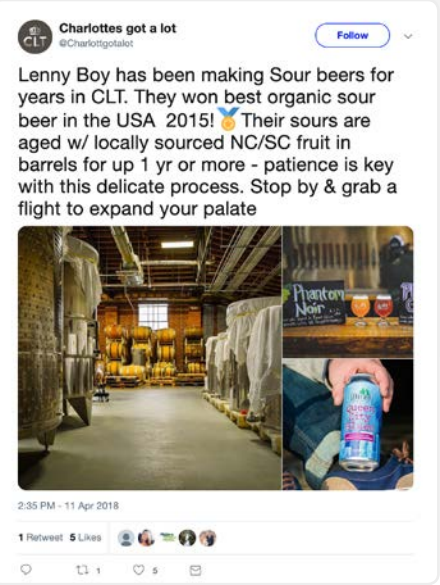 CLT
Charlottes got a lot
@Charlottgotalot
Follow
Lenny Boy has been making Sour beers for
years in CLT. They won best organic sour
beer in the USA 2015! 🏅 Their sours are
aged w/ locally sourced NC/SC fruit in
barrels for up 1 yr or more - patience is key
with this delicate process. Stop by & grab a
flight to expand your palate
Phantom
Noir
2:35 PM - 11 Apr 2018
1 Retweet 5 Likes
1
5